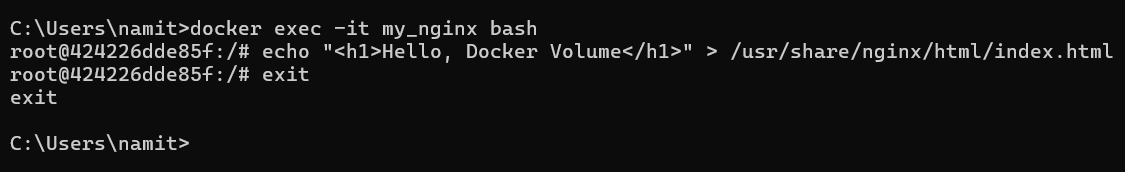 C:\Users\namit>docker exec -it my_nginx bash
root@424226dde85f:/# echo "<h1>Hello, Docker Volume</h1>" > /usr/share/nginx/html/index.html
root@424226dde85f:/# exit
exit
C:\Users\namit>